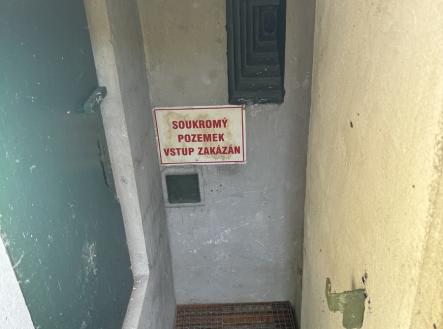 SOUKROMÝ
POZEMEK
VSTUP ZAKÁZÁN